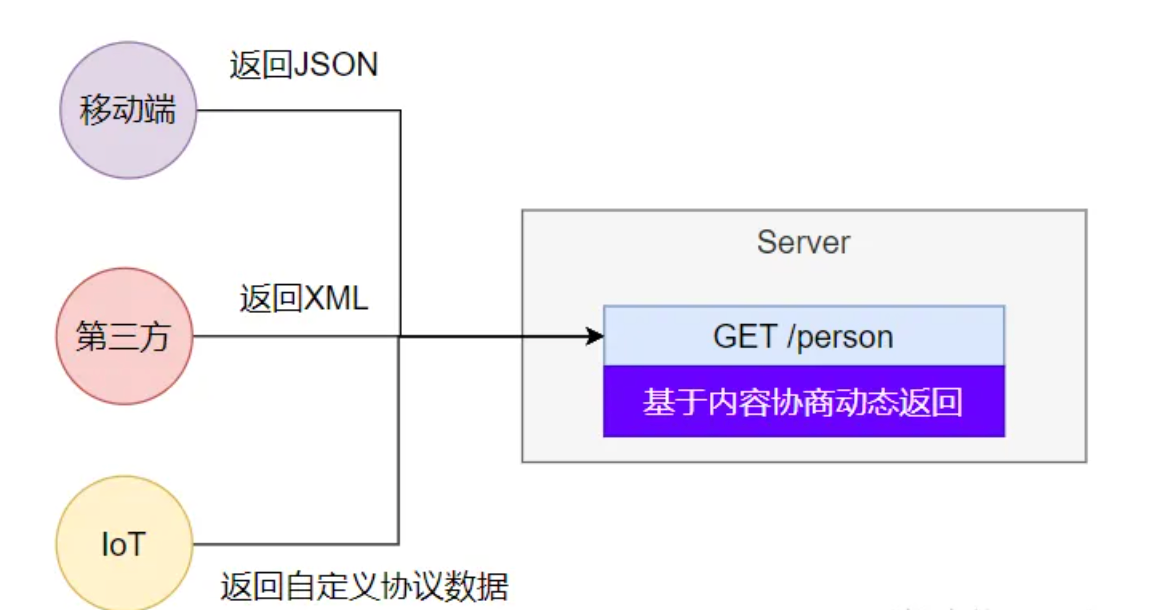 返回JSON
移动端
Server
返回XML
第三方
GET /person
基于内容协商动态返回
IoT
返回自定义协议数据